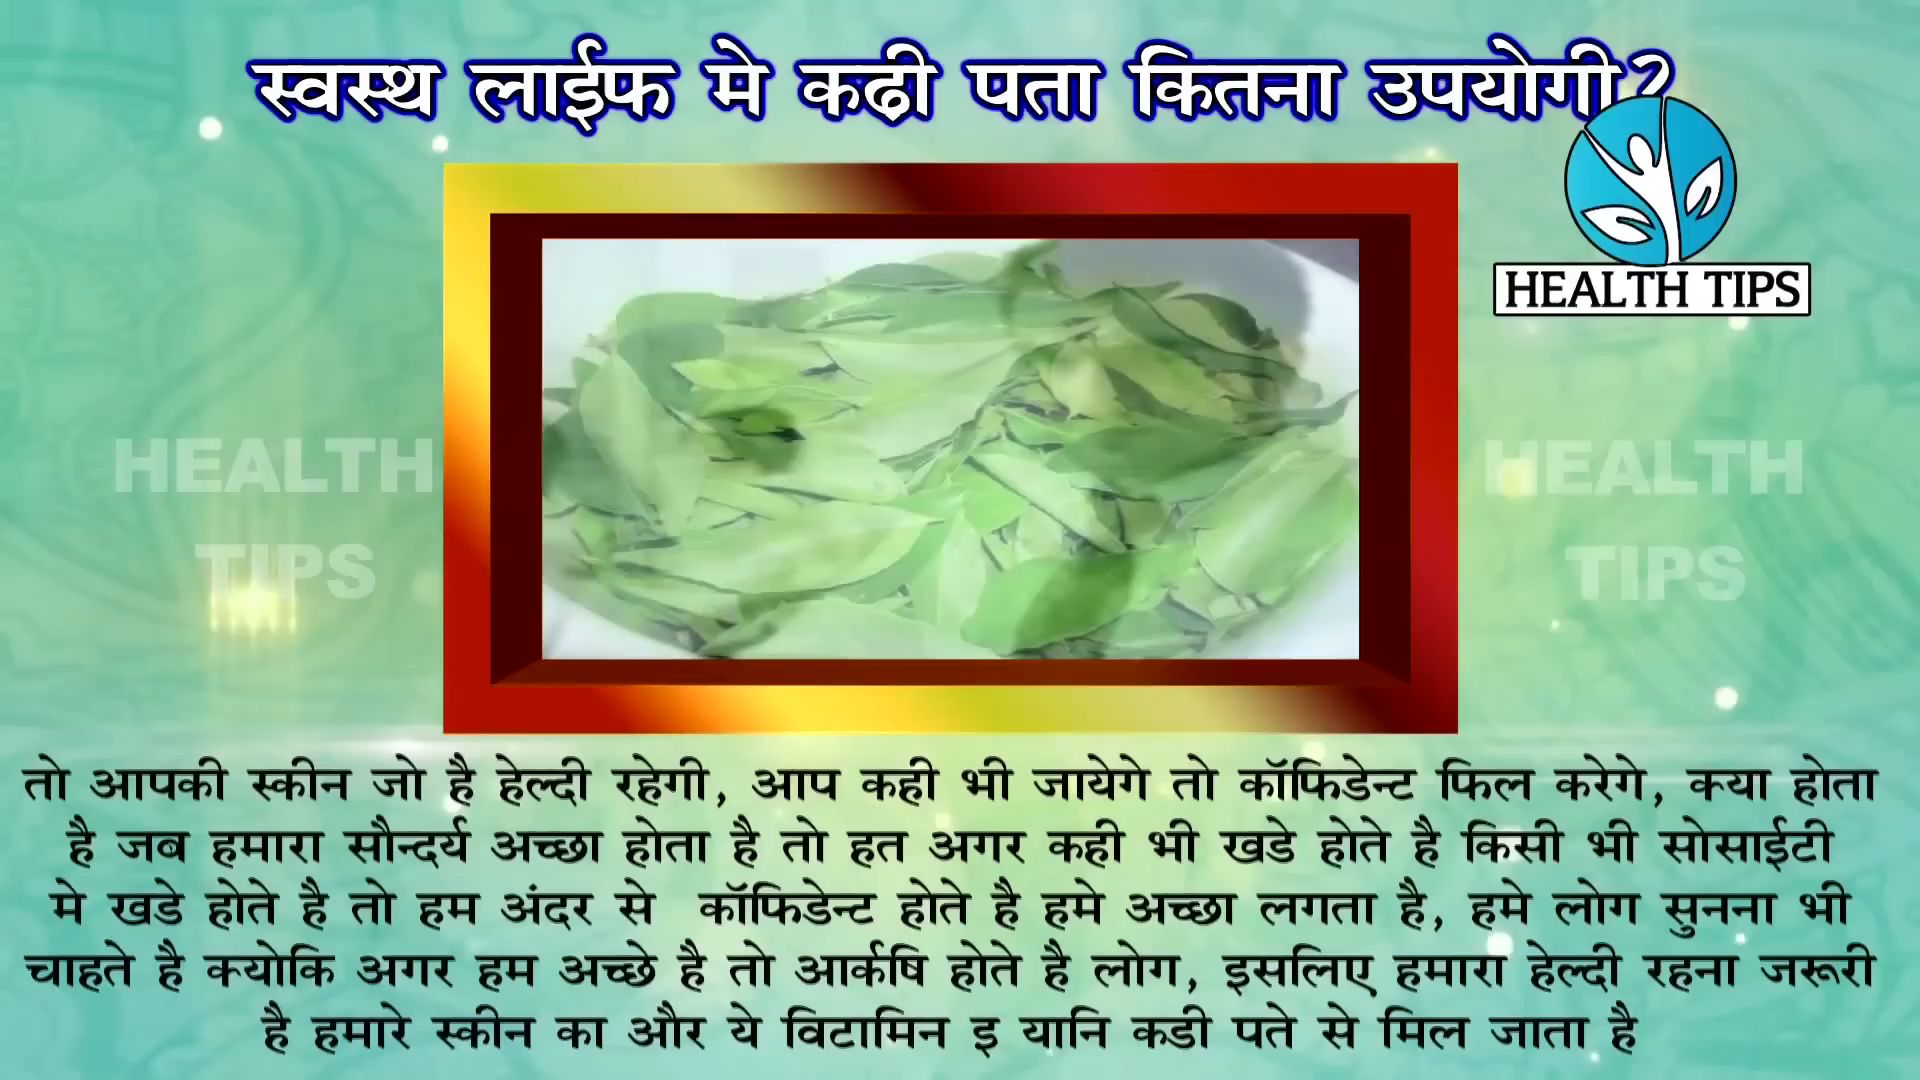 स्वस्थ लाईफ मे कढी पता कितना उपयोगी?
HEALTH TIPS
HEALTH
TIPS
HEALTH
TIPS
तो आपकी स्कीन जो है हेल्दी रहेगी, आप कही भी जायेगे तो कॉफिडेन्ट फिल करेगे, क्या होता
है जब हमारा सौन्दर्य अच्छा होता है तो हत अगर कही भी खडे होते है किसी भी सोसाईटी
मे खडे होते है तो हम अंदर से कॉफिडेन्ट होते है हमे अच्छा लगता है, हमे लोग सुनना भी
चाहते है क्योकि अगर हम अच्छे है तो आर्कषि होते है लोग, इसलिए हमारा हेल्दी रहना जरूरी
है हमारे स्कीन का और ये विटामिन इ यानि कडी पते से मिल जाता है